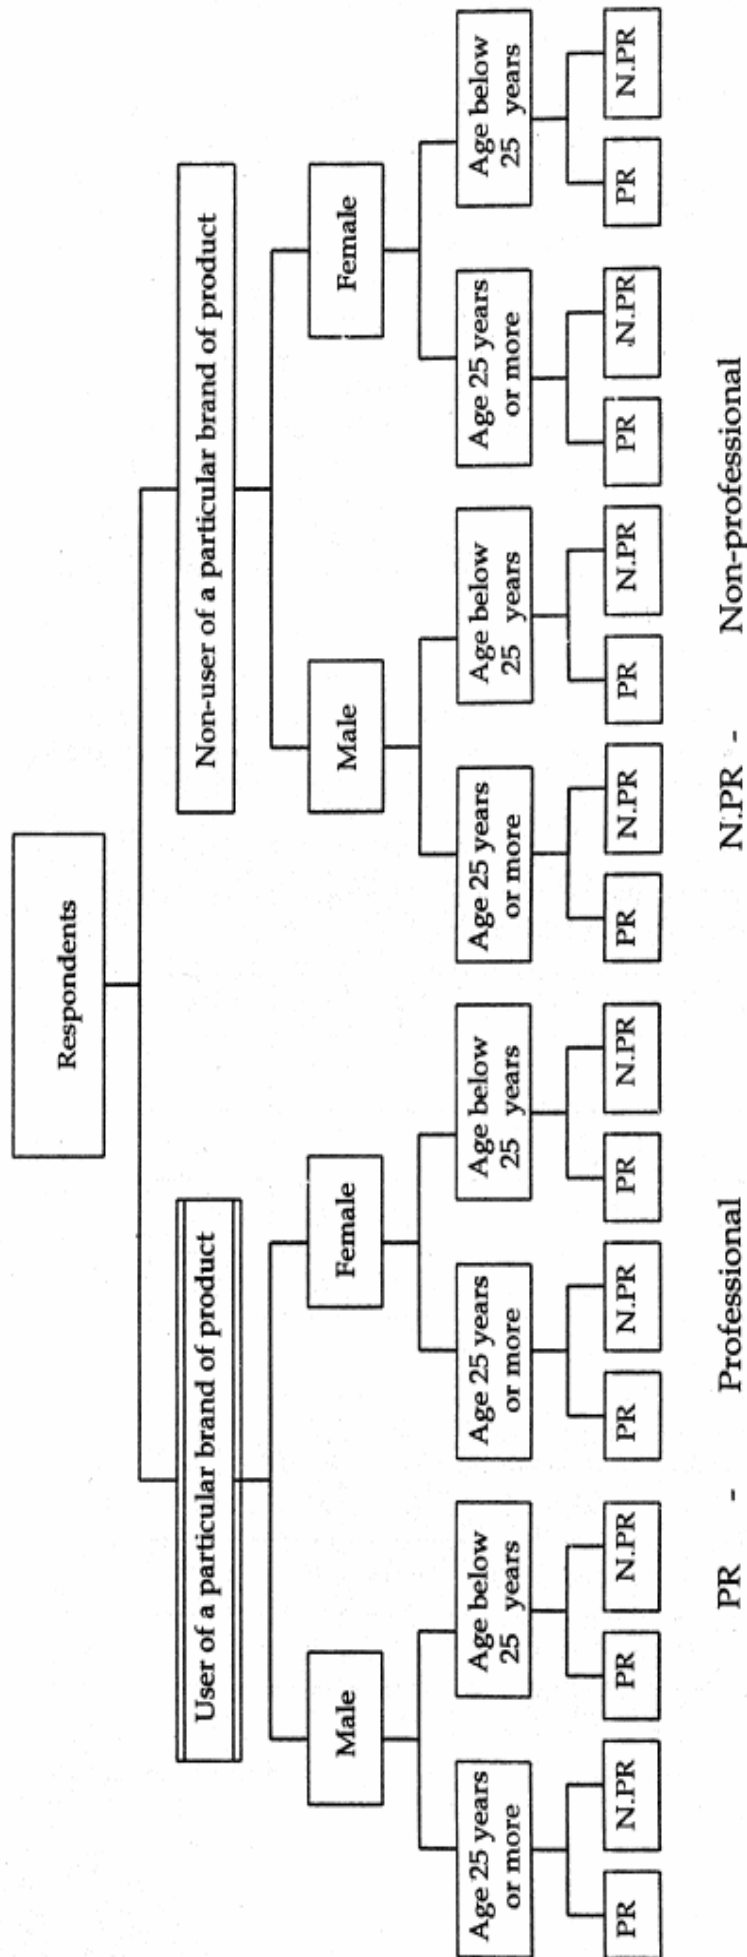 Respondents
User of a particular brand of product
Non-user of a particular brand of product
Male
Female
Male
Female
Age 25 years
or more
Age below
25 years
Age 25 years
or more
Age below
25 years
Age 25 years
or more
Age below
25 years
Age 25 years
or more
Age below
25 years
PR
N.PR
PR
N.PR
PR
N.PR
PR
N.PR
PR
N.PR
PR
N.PR
PR
N.PR
PR
N.PR
PR - Professional
N.PR - Non-professional